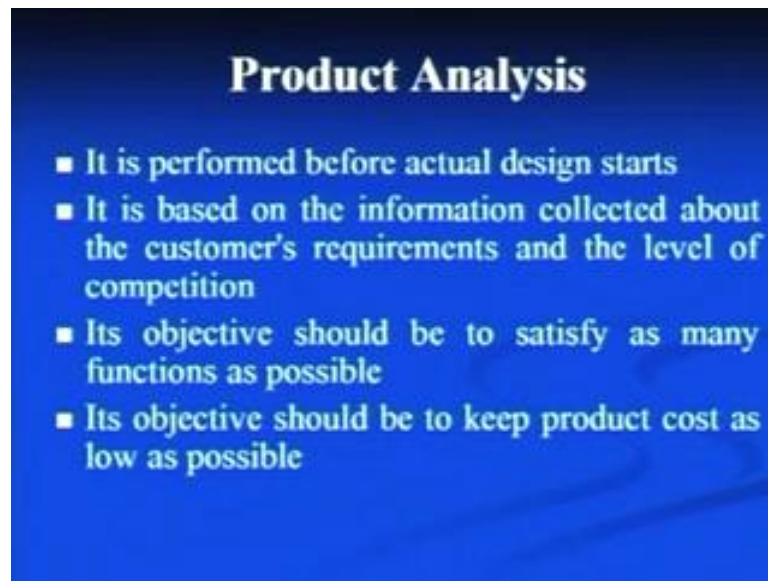 Product Analysis
▪ It is performed before actual design starts
▪ It is based on the information collected about
the customer's requirements and the level of
competition
▪ Its objective should be to satisfy as many
functions as possible
▪ Its objective should be to keep product cost as
low as possible